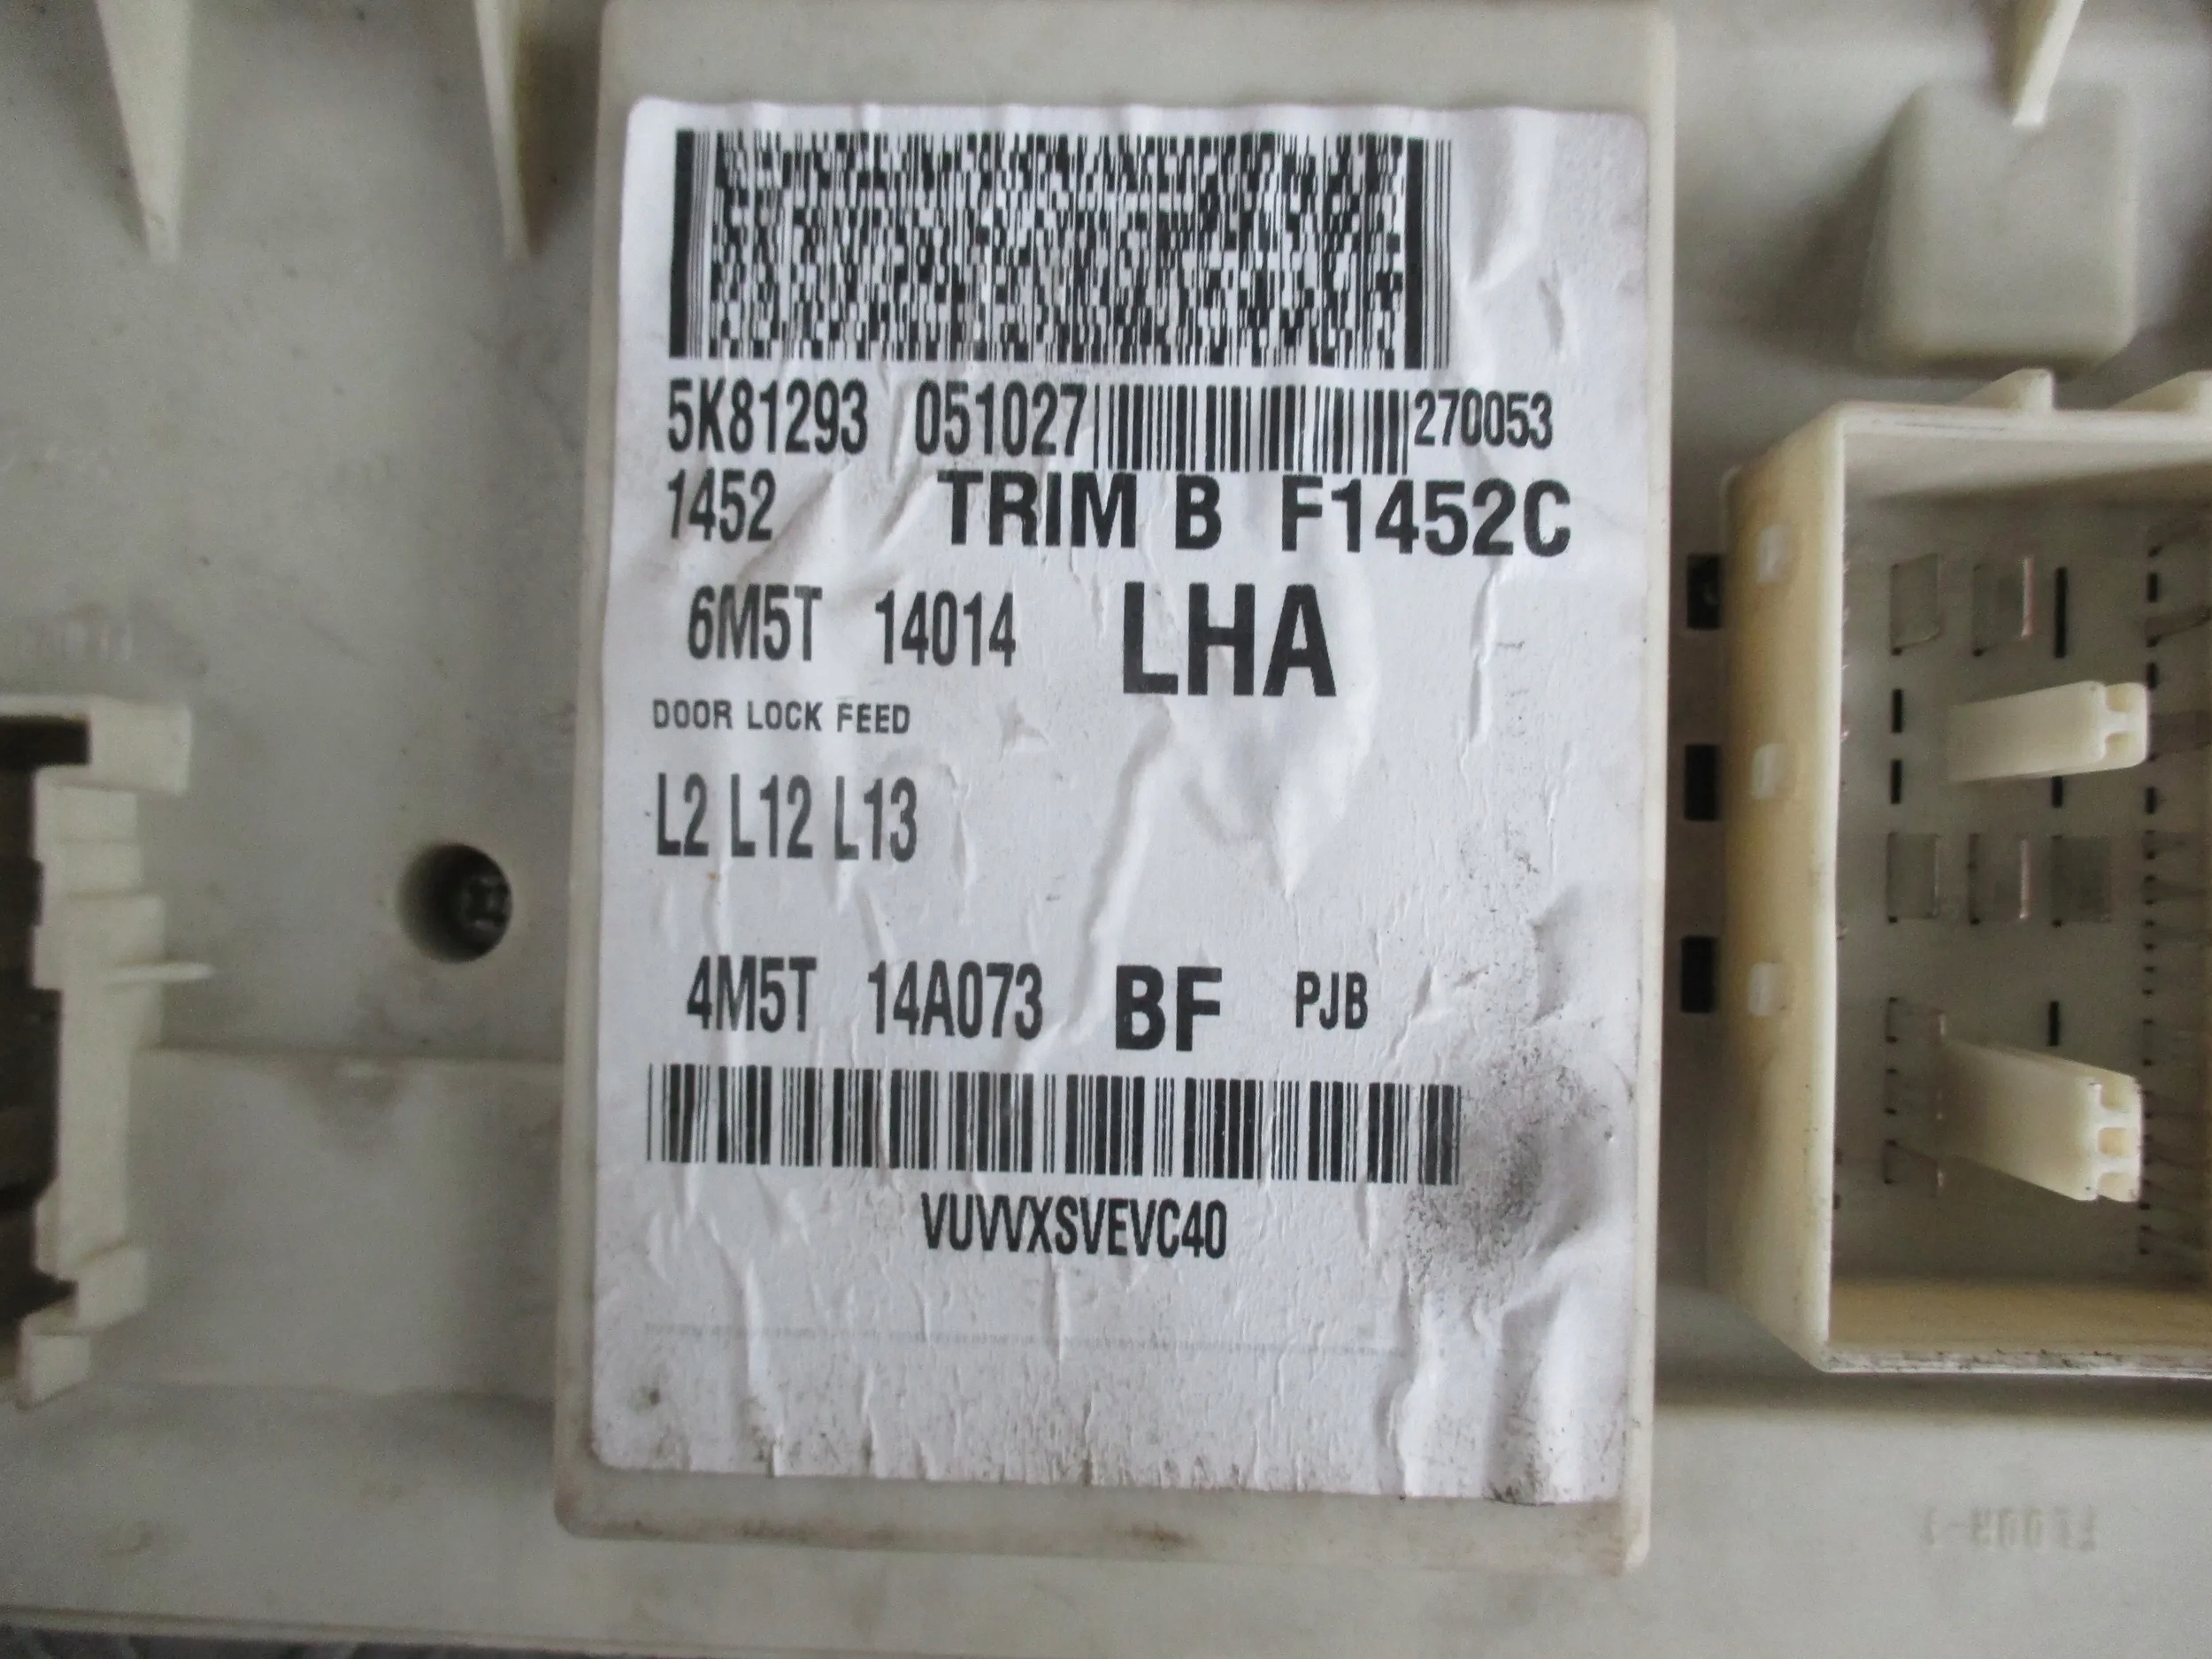 5K81293 051027 270053
1452 TRIM B F1452C
6M5T 14014 LHA
DOOR LOCK FEED
L2 L12 L13
4M5T 14A073 BF PJB
VUVVXSVEVC40